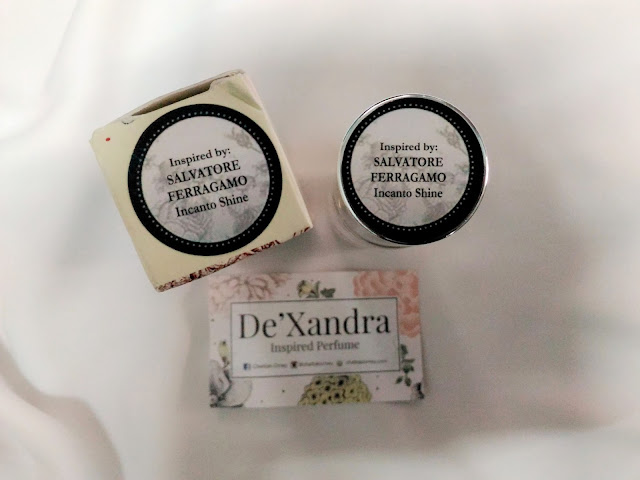 Inspired by:
SALVATORE
FERRAGAMO
Incanto Shine
Inspired by:
SALVATORE
FERRAGAMO
Incanto Shine
De'Xandra
Inspired Perfume